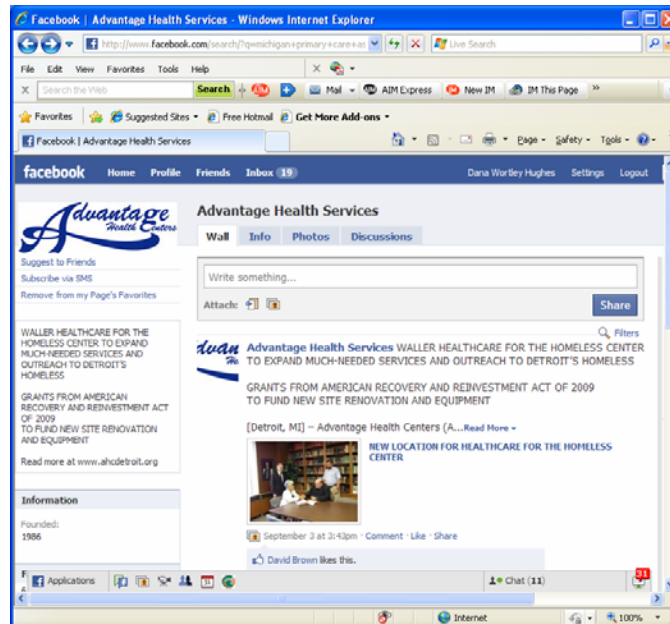 Facebook | Advantage Health Services - Windows Internet Explorer
http://www.facebook.com/search/?q=michigan+primary+care+as
Live Search
File Edit View Favorites Tools Help
Search the Web Search Mail AIM Express New IM IM This Page »
Favorites Suggested Sites Free Hotmail Get More Add-ons
Facebook | Advantage Health Services
Page Safety Tools
facebook Home Profile Friends Inbox 19 Dana Wortley Hughes Settings Logout
Advantage
Health Centers
Suggest to Friends
Subscribe via SMS
Remove from my Page's Favorites
WALLER HEALTHCARE FOR THE
HOMELESS CENTER TO EXPAND
MUCH-NEEDED SERVICES AND
OUTREACH TO DETROIT'S
HOMELESS
GRANTS FROM AMERICAN
RECOVERY AND REINVESTMENT ACT
OF 2009
TO FUND NEW SITE RENOVATION
AND EQUIPMENT
Read more at www.ahcdetroit.org
Information
Founded:
1986
Advantage Health Services
Wall Info Photos Discussions
Write something...
Attach:
Share
Filters
Advantage Health Services WALLER HEALTHCARE FOR THE HOMELESS CENTER
TO EXPAND MUCH-NEEDED SERVICES AND OUTREACH TO DETROIT'S HOMELESS
GRANTS FROM AMERICAN RECOVERY AND REINVESTMENT ACT OF 2009
TO FUND NEW SITE RENOVATION AND EQUIPMENT
[Detroit, MI] – Advantage Health Centers (A...Read More
NEW LOCATION FOR HEALTHCARE FOR THE HOMELESS
CENTER
September 3 at 3:43pm · Comment · Like · Share
David Brown likes this.
Applications
Chat (11)
31
Internet
100%